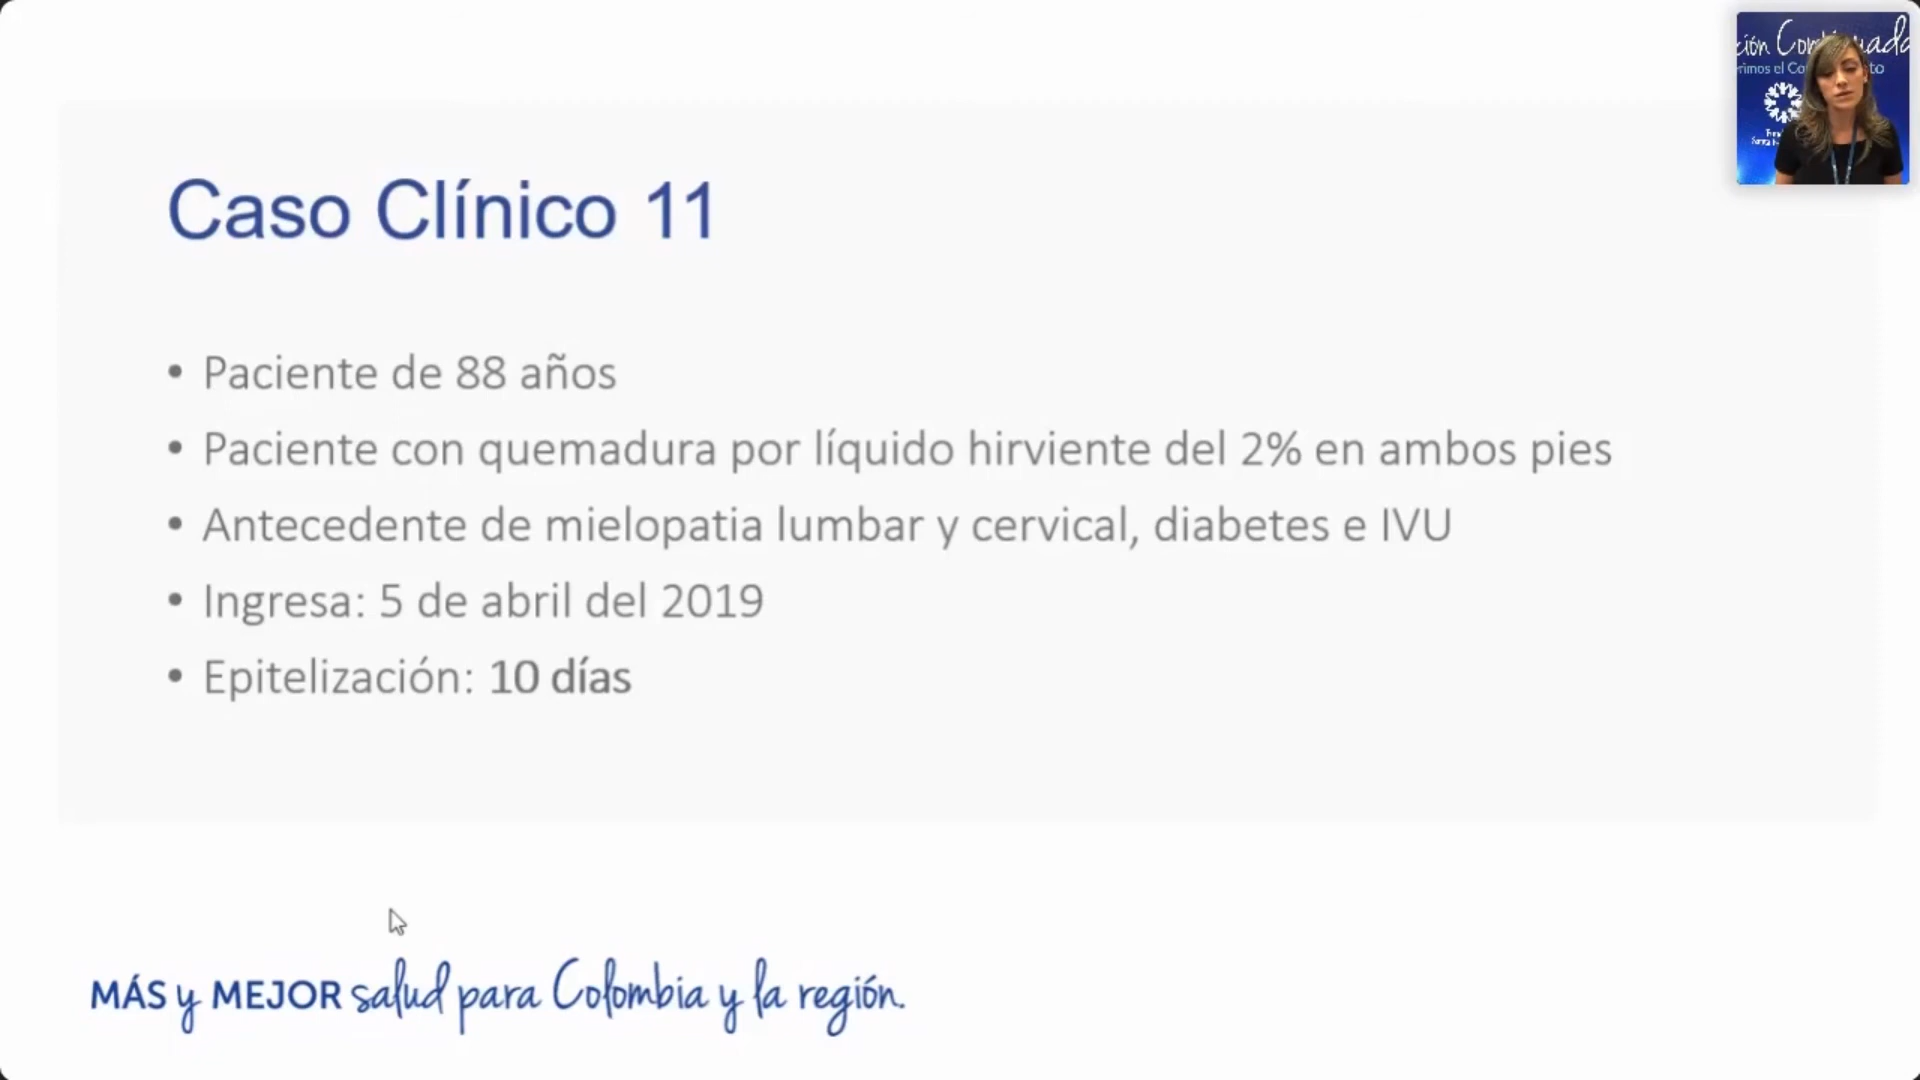 Caso Clínico 11
• Paciente de 88 años
• Paciente con quemadura por líquido hirviente del 2% en ambos pies
• Antecedente de mielopatia lumbar y cervical, diabetes e IVU
• Ingresa: 5 de abril del 2019
• Epitelización: 10 días
MÁS y MEJOR salud para Colombia y la región.